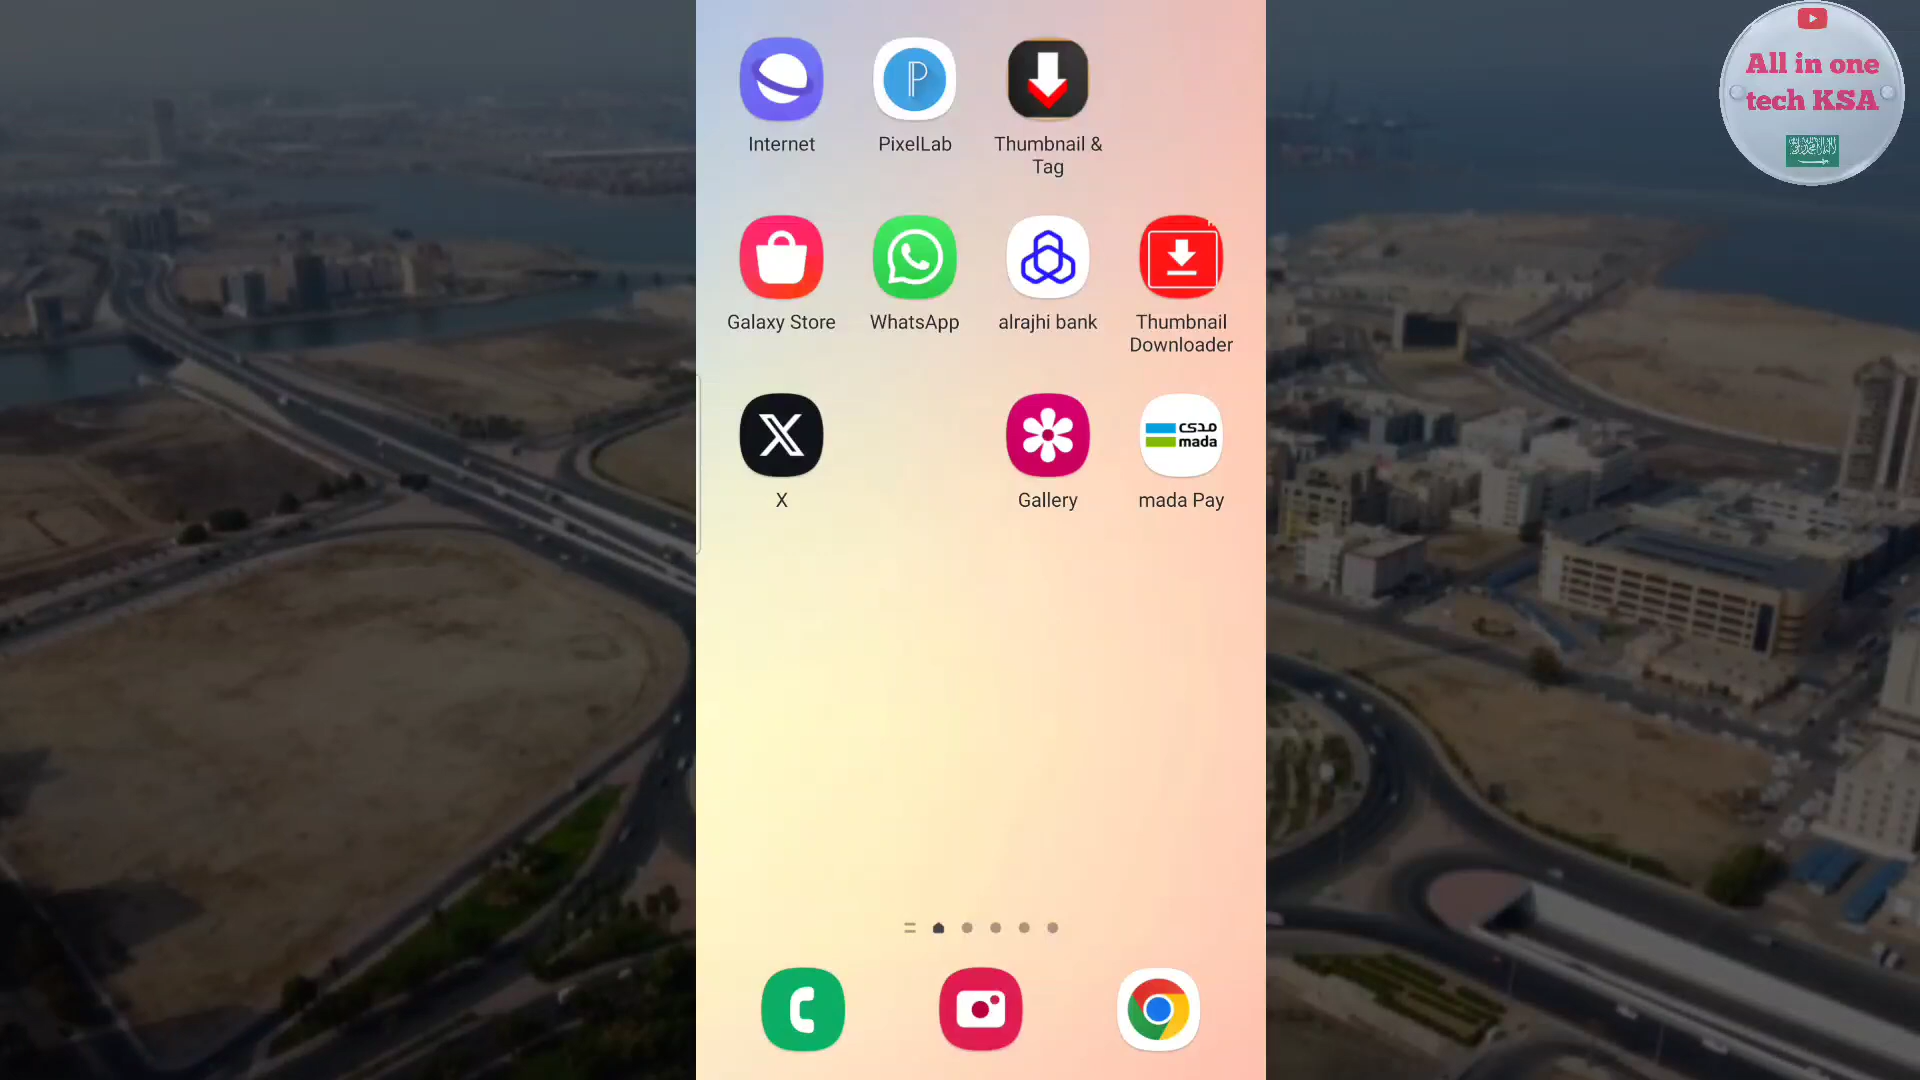 All in one
tech KSA
Internet
PixelLab
Thumbnail &
Tag
Galaxy Store
WhatsApp
alrajhi bank
Thumbnail
Downloader
X
Gallery
مدى
mada
mada Pay